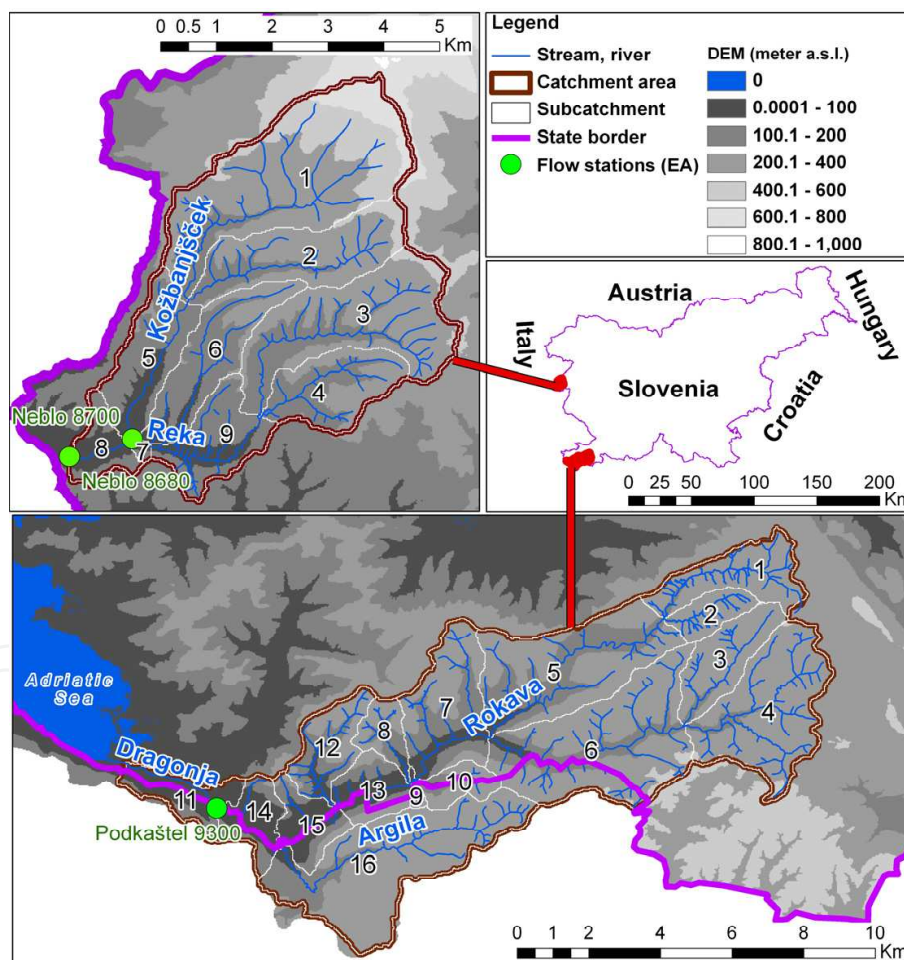 0 1 2 3 4 5
Km
1
2
3
4
5
6
7
8
9
Kožbanjšček
Reka
Neblo 8700
Neblo 8680
Legend
Stream, river
Catchment area
Subcatchment
State border
Flow stations (EA)
DEM (meter a.s.l.)
0
0.0001 - 100
100.1 - 200
200.1 - 400
400.1 - 600
600.1 - 800
800.1 - 1,000
Austria
Hungary
Italy
Slovenia
Croatia
0 25 50 100 150 200
Km
Adriatic
Sea
Dragonja
Rokava
Argila
Podkaštel 9300
1
2
3
4
5
6
7
8
9
10
11
12
13
14
15
16
0 1 2 4 6 8 10
Km